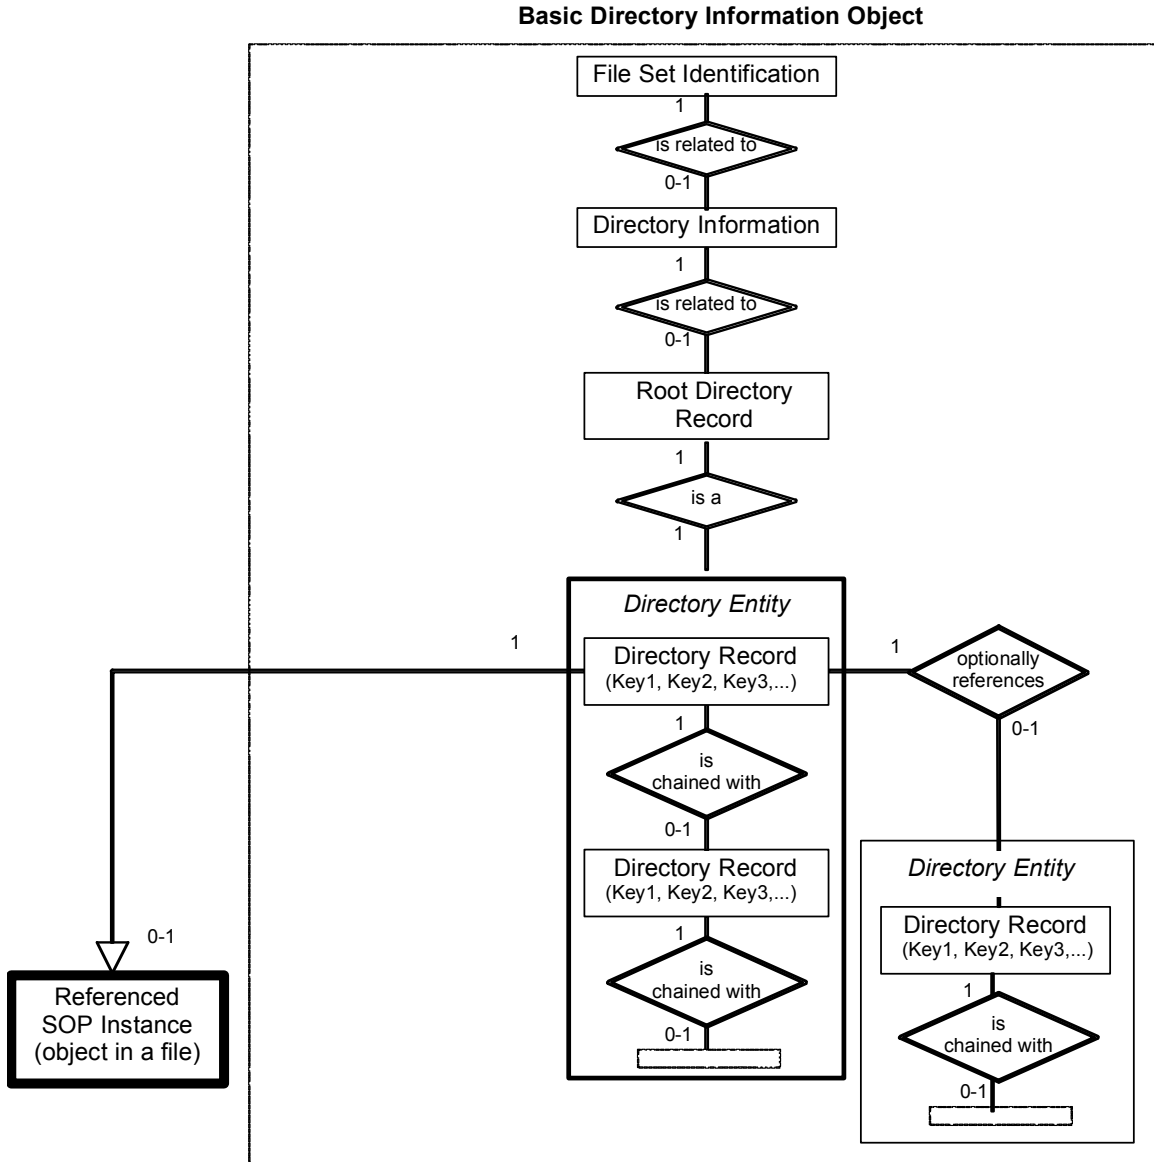 Basic Directory Information Object
File Set Identification
1
is related to
0-1
Directory Information
1
is related to
0-1
Root Directory
Record
1
is a
1
Directory Entity
1
Directory Record
(Key1, Key2, Key3,...)
1
optionally
references
0-1
1
is
chained with
0-1
Directory Record
(Key1, Key2, Key3,...)
1
is
chained with
0-1
Directory Entity
Directory Record
(Key1, Key2, Key3,...)
1
is
chained with
0-1
0-1
Referenced
SOP Instance
(object in a file)